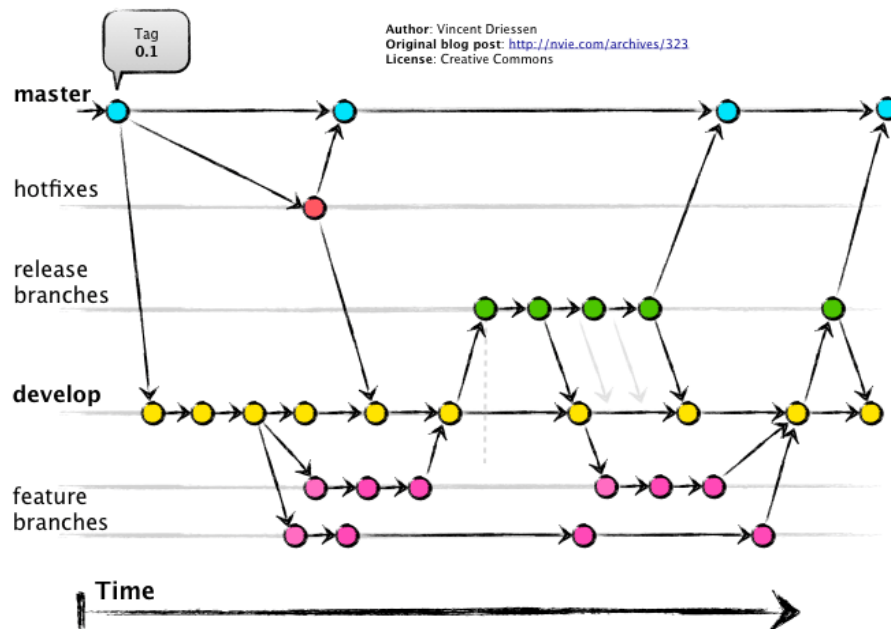 Tag
0.1
Author: Vincent Driessen
Original blog post: http://nvie.com/archives/323
License: Creative Commons
master
hotfixes
release
branches
develop
feature
branches
Time